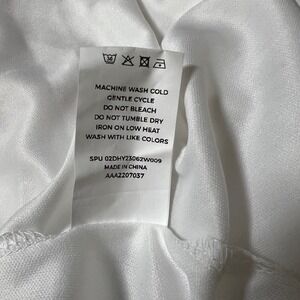 MACHINE WASH COLD
GENTLE CYCLE
DO NOT BLEACH
DO NOT TUMBLE DRY
IRON ON LOW HEAT
WASH WITH LIKE COLORS
SPU 02DHY23062W009
MADE IN CHINA
AAA2207037